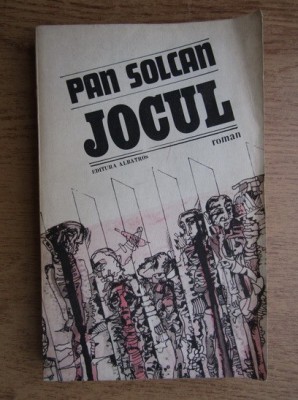 PAN SOLCAN
JOCUL
roman
EDITURA ALBATROS